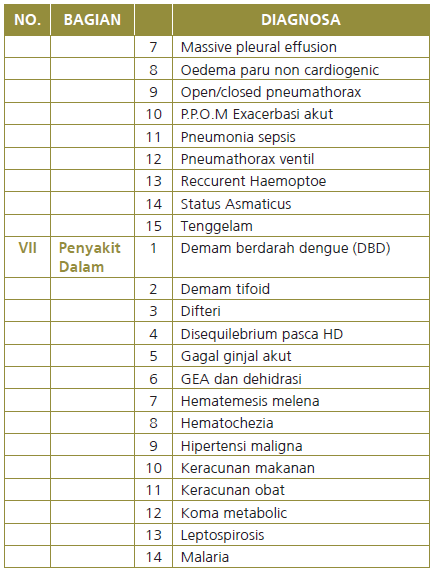 NO. BAGIAN DIAGNOSA
7 Massive pleural effusion
8 Oedema paru non cardiogenic
9 Open/closed pneumathorax
10 P.P.O.M Exacerbasi akut
11 Pneumonia sepsis
12 Pneumathorax ventil
13 Reccurent Haemoptoe
14 Status Asmaticus
15 Tenggelam
VII Penyakit 1 Demam berdarah dengue (DBD)
Dalam
2 Demam tifoid
3 Difteri
4 Disequilebrium pasca HD
5 Gagal ginjal akut
6 GEA dan dehidrasi
7 Hematemesis melena
8 Hematochezia
9 Hipertensi maligna
10 Keracunan makanan
11 Keracunan obat
12 Koma metabolic
13 Leptospirosis
14 Malaria